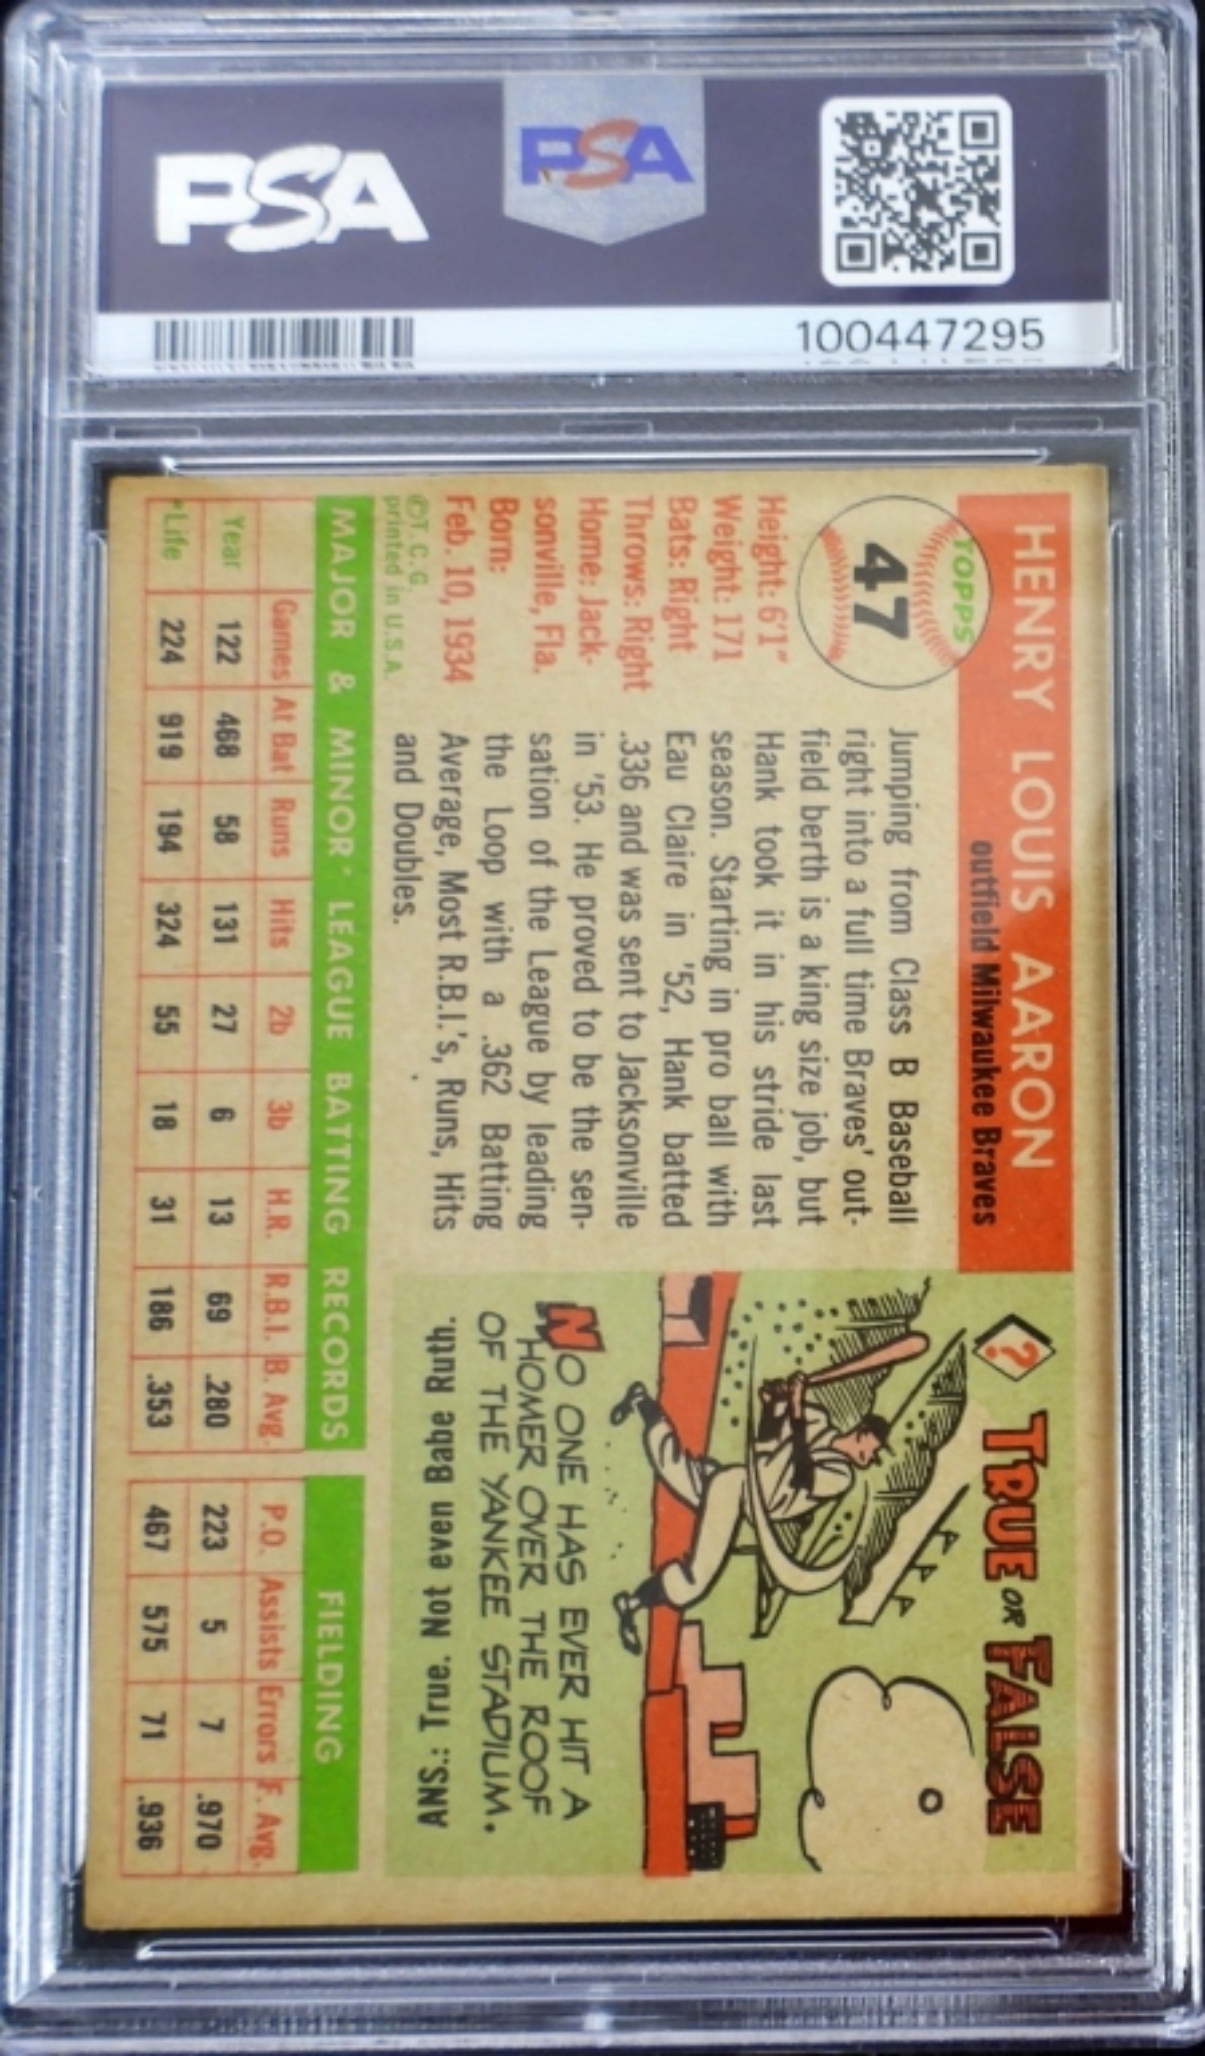 PSA
PSA
100447295
HENRY LOUIS AARON
outfield Milwaukee Braves
TOPPS
47
Height: 6'1"
Weight: 171
Bats: Right
Throws: Right
Home: Jack-
sonville, Fla.
Born:
Feb. 10, 1934
©T. C. G.
printed in U.S.A.
Jumping from Class B Baseball
right into a full time Braves' out-
field berth is a king size job, but
Hank took it in his stride last
season. Starting in pro ball with
Eau Claire in '52, Hank batted
.336 and was sent to Jacksonville
in '53. He proved to be the sen-
sation of the League by leading
the Loop with a .362 Batting
Average, Most R.B.I.'s, Runs, Hits
and Doubles.
? TRUE OR FALSE
NO ONE HAS EVER HIT A
HOMER OVER THE ROOF
OF THE YANKEE STADIUM.
ANS.: True. Not even Babe Ruth.
MAJOR & MINOR* LEAGUE BATTING RECORDS FIELDING
Games At Bat Runs Hits 2b 3b H.R. R.B.I. B. Avg. P.O. Assists Errors F. Avg.
Year 122 468 58 131 27 6 13 69 .280 223 5 7 .970
*Life 224 919 194 324 55 18 31 186 .353 467 575 71 .936